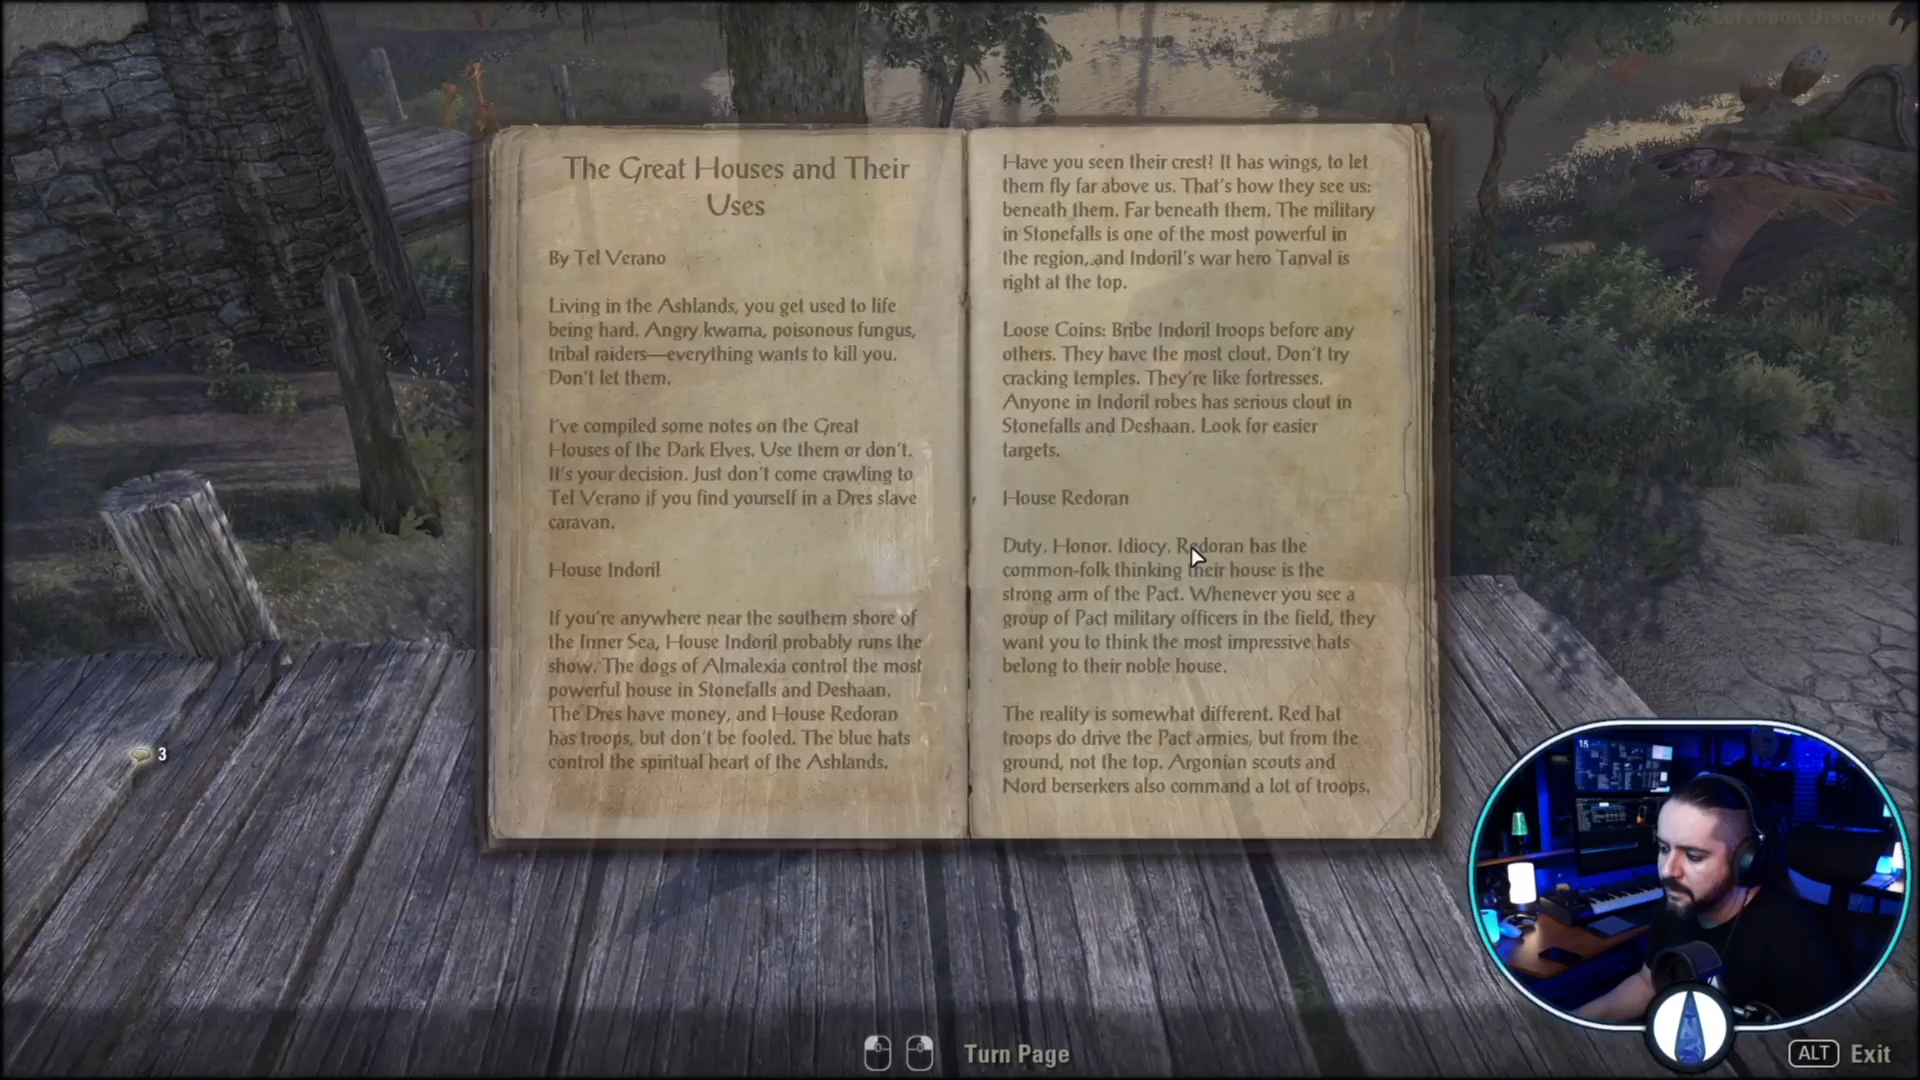 Lorebook Discove
The Great Houses and Their
Uses
By Tel Verano
Living in the Ashlands, you get used to life
being hard. Angry kwama, poisonous fungus,
tribal raiders—everything wants to kill you.
Don't let them.
I've compiled some notes on the Great
Houses of the Dark Elves. Use them or don't.
It's your decision. Just don't come crawling to
Tel Verano if you find yourself in a Dres slave
caravan.
House Indoril
If you're anywhere near the southern shore of
the Inner Sea, House Indoril probably runs the
show. The dogs of Almalexia control the most
powerful house in Stonefalls and Deshaan.
The Dres have money, and House Redoran
has troops, but don't be fooled. The blue hats
control the spiritual heart of the Ashlands.
Have you seen their crest? It has wings, to let
them fly far above us. That's how they see us:
beneath them. Far beneath them. The military
in Stonefalls is one of the most powerful in
the region, and Indoril's war hero Tanval is
right at the top.
Loose Coins: Bribe Indoril troops before any
others. They have the most clout. Don't try
cracking temples. They're like fortresses.
Anyone in Indoril robes has serious clout in
Stonefalls and Deshaan. Look for easier
targets.
House Redoran
Duty. Honor. Idiocy. Redoran has the
common-folk thinking their house is the
strong arm of the Pact. Whenever you see a
group of Pact military officers in the field, they
want you to think the most impressive hats
belong to their noble house.
The reality is somewhat different. Red hat
troops do drive the Pact armies, but from the
ground, not the top. Argonian scouts and
Nord berserkers also command a lot of troops,
3
Turn Page
ALT Exit